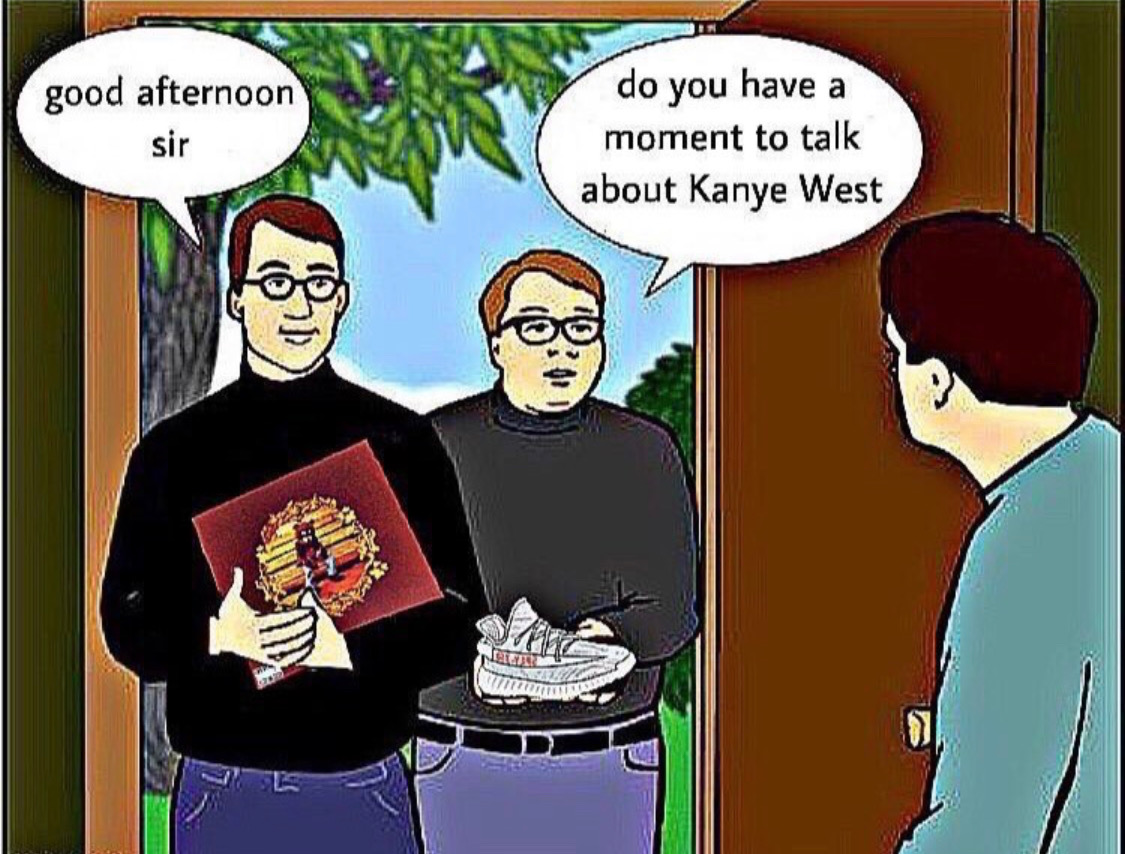 good afternoon
sir
do you have a
moment to talk
about Kanye West